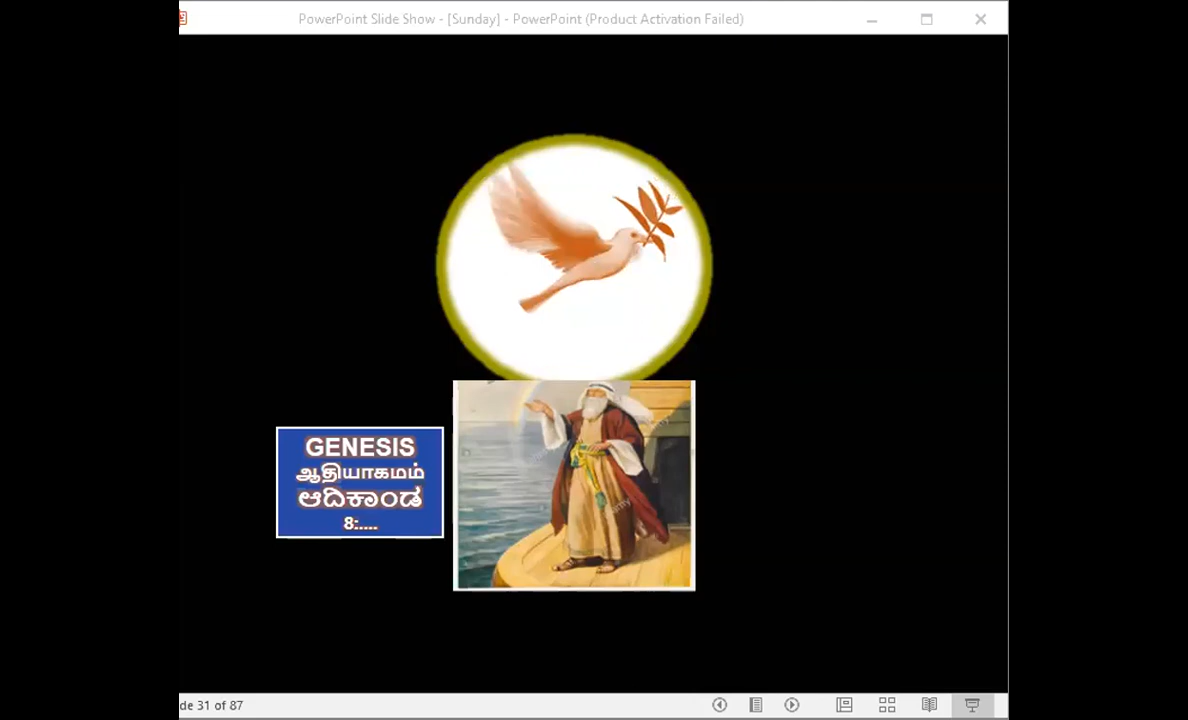 PowerPoint Slide Show - [Sunday] - PowerPoint (Product Activation Failed)
GENESIS
ஆதியாகமம்
ಆದಿಕಾಂಡ
8:....
de 31 of 87